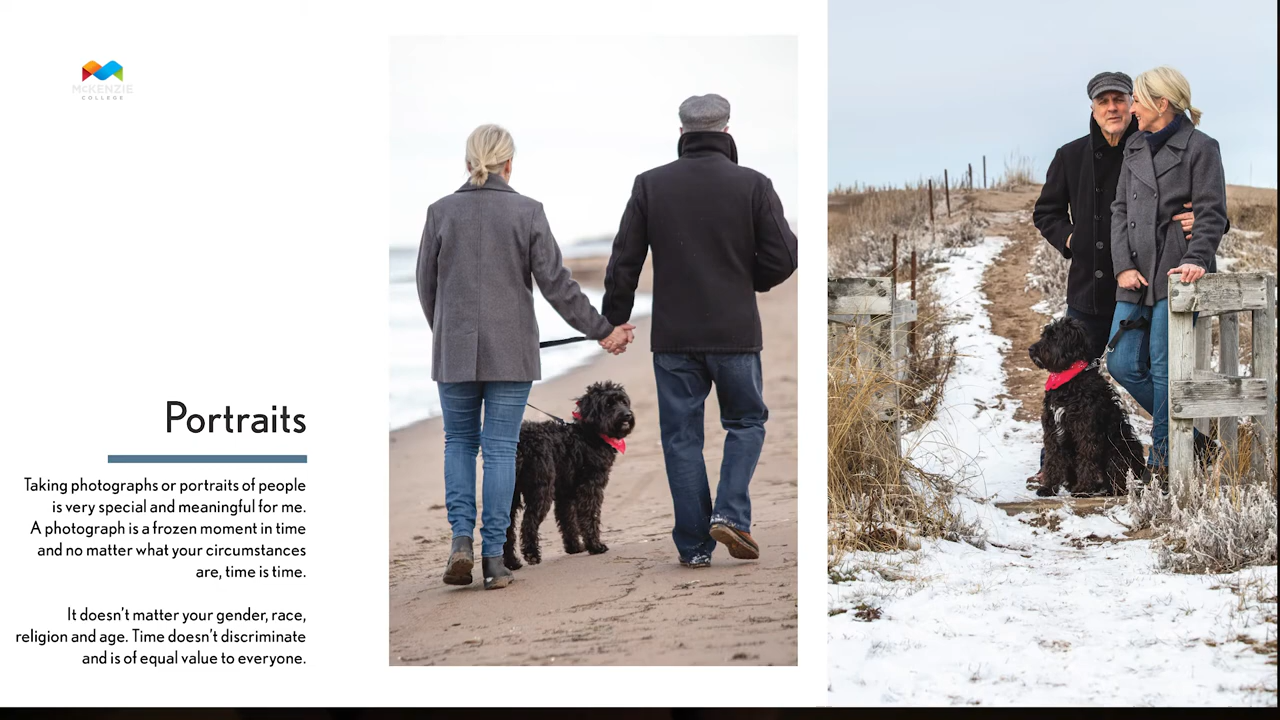 McKENZIE
COLLEGE
Portraits
Taking photographs or portraits of people
is very special and meaningful for me.
A photograph is a frozen moment in time
and no matter what your circumstances
are, time is time.
It doesn't matter your gender, race,
religion and age. Time doesn't discriminate
and is of equal value to everyone.